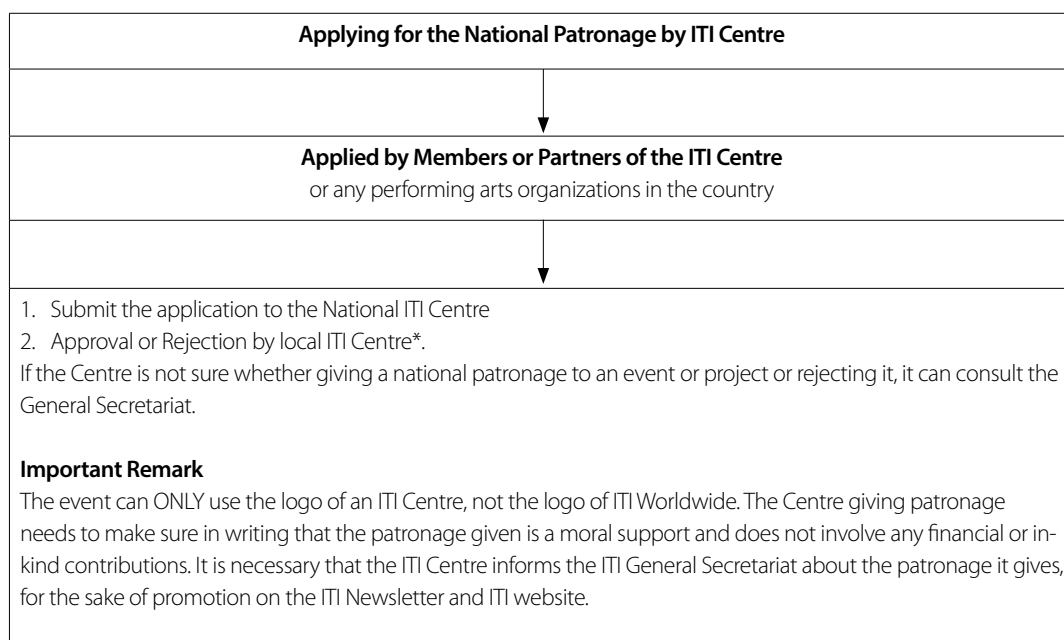 Applying for the National Patronage by ITI Centre
Applied by Members or Partners of the ITI Centre
or any performing arts organizations in the country
1. Submit the application to the National ITI Centre
2. Approval or Rejection by local ITI Centre*.
If the Centre is not sure whether giving a national patronage to an event or project or rejecting it, it can consult the
General Secretariat.
Important Remark
The event can ONLY use the logo of an ITI Centre, not the logo of ITI Worldwide. The Centre giving patronage
needs to make sure in writing that the patronage given is a moral support and does not involve any financial or in-
kind contributions. It is necessary that the ITI Centre informs the ITI General Secretariat about the patronage it gives,
for the sake of promotion on the ITI Newsletter and ITI website.